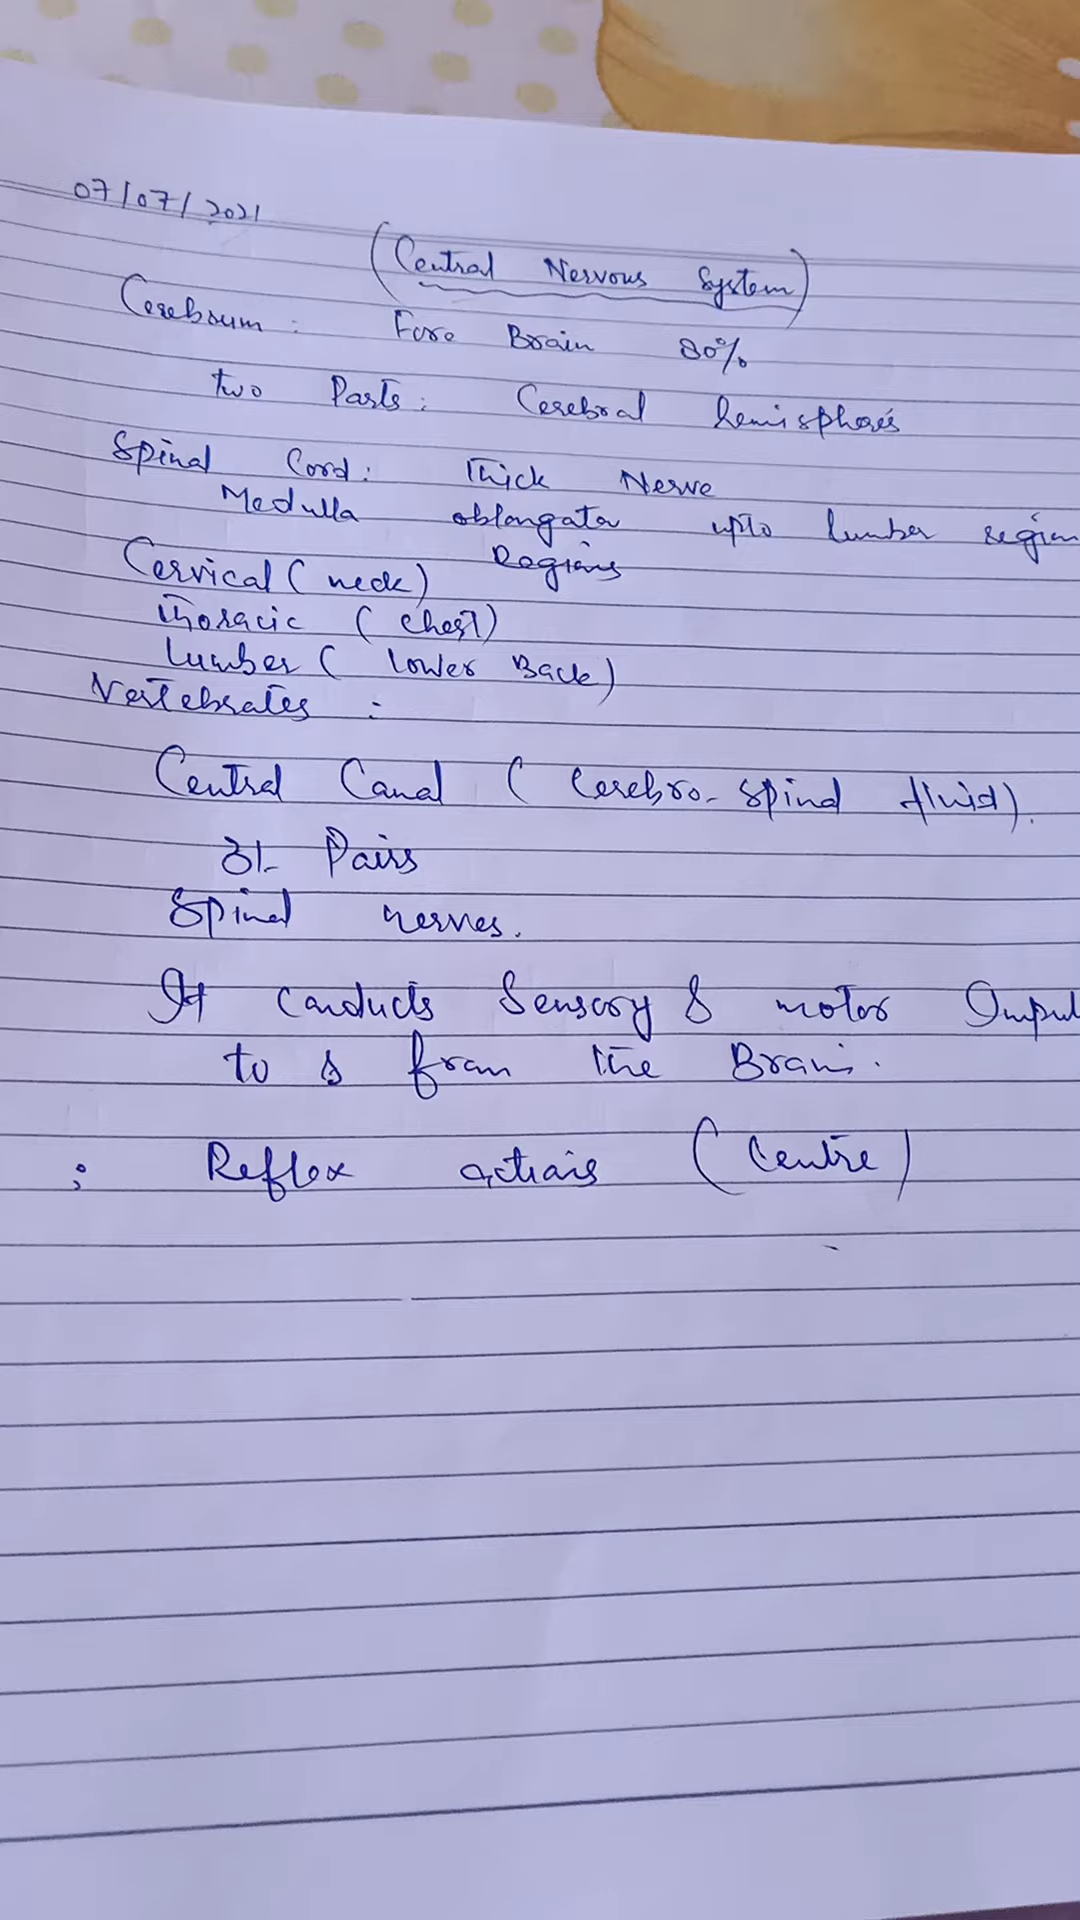 07/07/2021
(Central Nervous System)
Cerebrum : Fore Brain 80%
two Parts : Cerebral hemispheres
Spinal Cord : Thick Nerve
Medulla oblongata upto lumber region
Regions
Cervical (neck)
Thoracic (Chest)
Lumber (lower Back)
Vertebrates :
Central Canal (Cerebro-spinal fluid).
31 Pairs
Spinal nerves.
It conducts Sensory & motor Impul
to & from the Brain.
: Reflex actions (Centre)